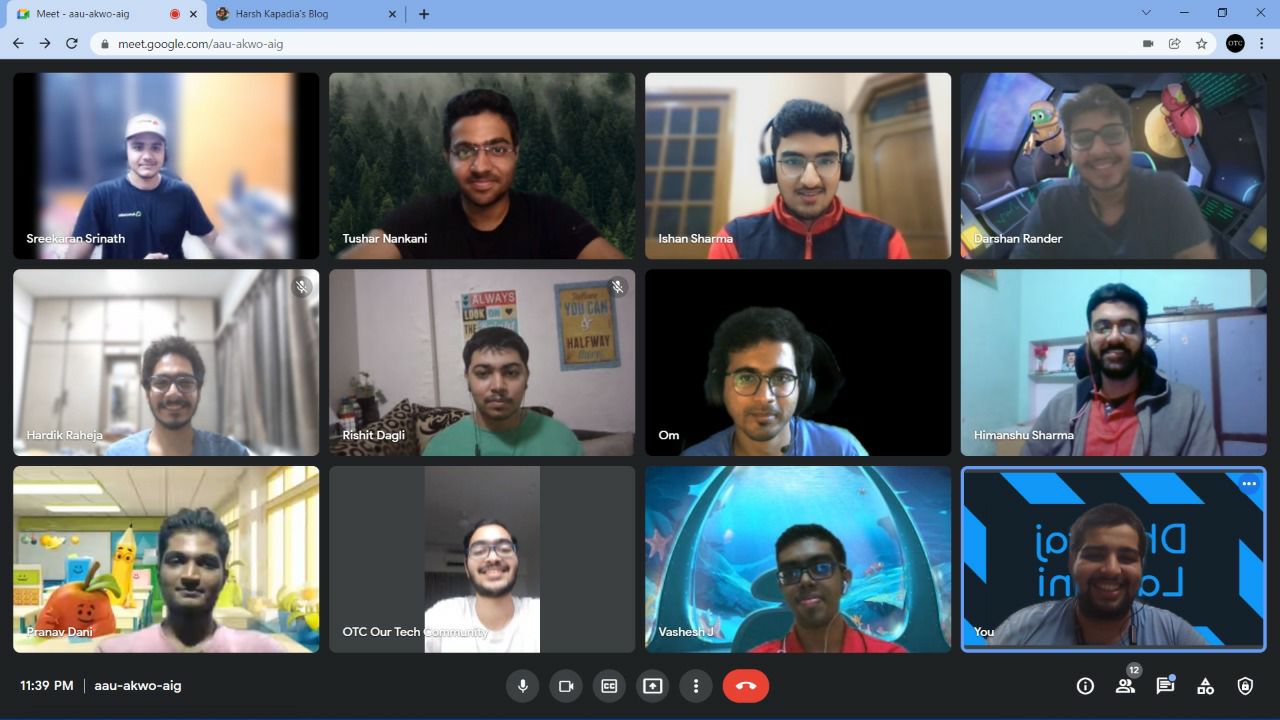 Meet - aau-akwo-aig
Harsh Kapadia's Blog
meet.google.com/aau-akwo-aig
OTC
Sreekaran Srinath
Tushar Nankani
Ishan Sharma
Darshan Rander
Hardik Raheja
ALWAYS
LOOK ON
THE
YOU CAN
HALFWAY
Rishit Dagli
Om
Himanshu Sharma
Pranav Dani
OTC Our Tech Community
Vashesh J
You
11:39 PM
aau-akwo-aig
CC
12